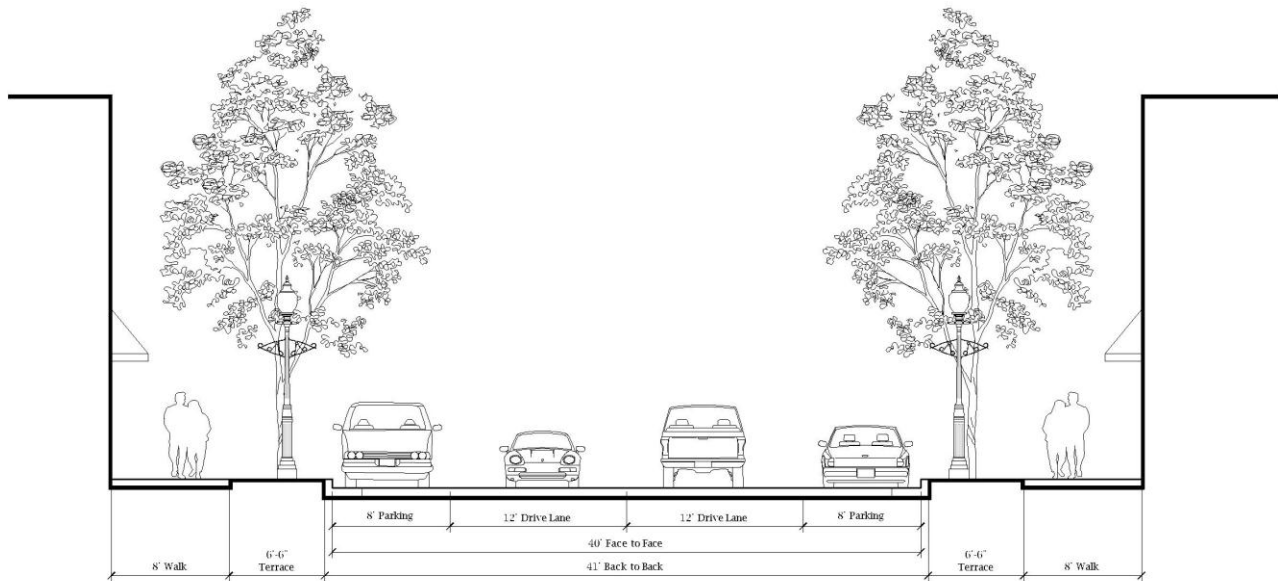 8' Parking
12' Drive Lane
12' Drive Lane
8' Parking
40' Face to Face
8' Walk
6'-6"
Terrace
41' Back to Back
6'-6"
Terrace
8' Walk